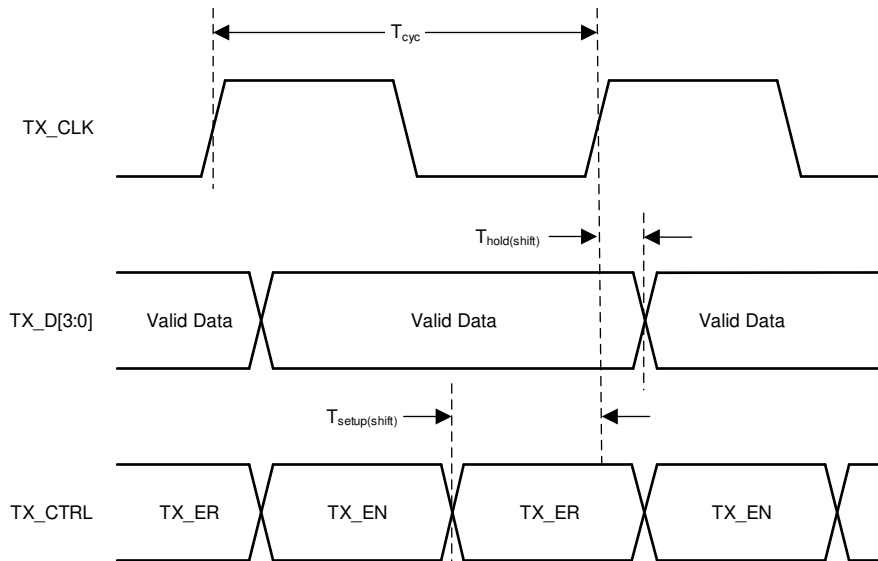 Tcyc
TX_CLK
Thold(shift)
TX_D[3:0] Valid Data Valid Data Valid Data
Tsetup(shift)
TX_CTRL TX_ER TX_EN TX_ER TX_EN